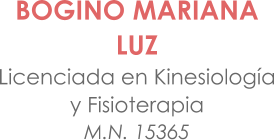 BOGINO MARIANA
LUZ
Licenciada en Kinesiología
y Fisioterapia
M.N. 15365